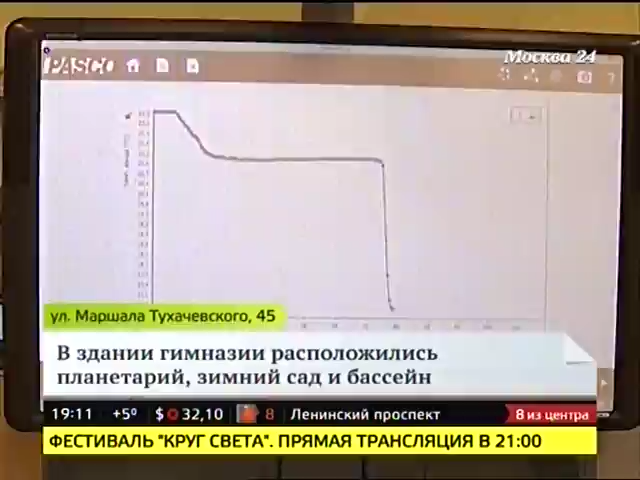 PASCO
Москва 24
ул. Маршала Тухачевского, 45
В здании гимназии расположились
планетарий, зимний сад и бассейн
19:11 +5° $ 32,10 8 Ленинский проспект 8 из центра
ФЕСТИВАЛЬ "КРУГ СВЕТА". ПРЯМАЯ ТРАНСЛЯЦИЯ В 21:00